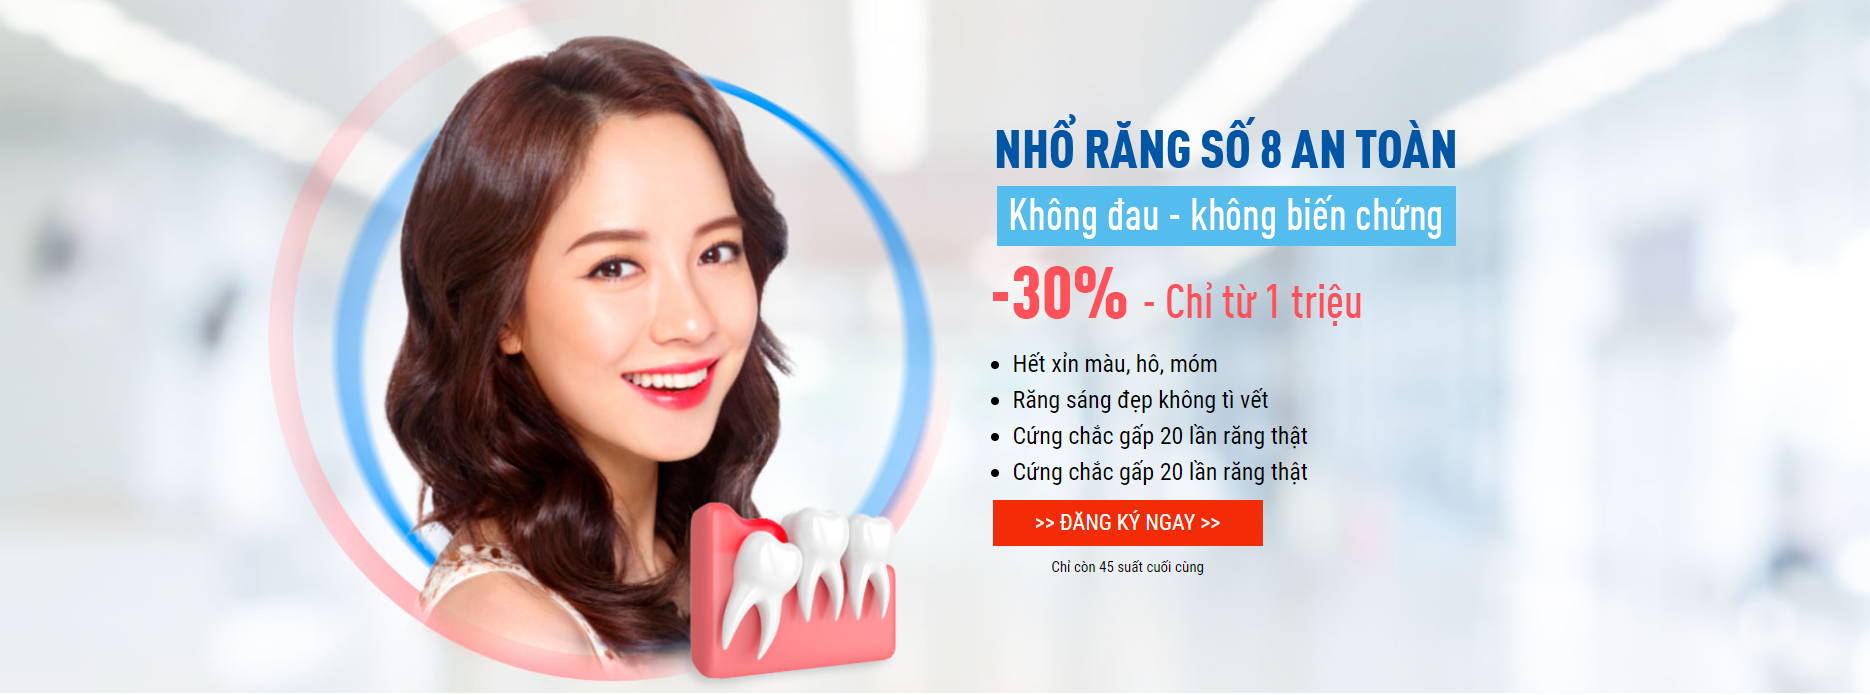 NHỔ RĂNG SỐ 8 AN TOÀN
Không đau - không biến chứng
-30% - Chỉ từ 1 triệu
Hết xỉn màu, hô, móm
Răng sáng đẹp không tì vết
Cứng chắc gấp 20 lần răng thật
Cứng chắc gấp 20 lần răng thật
>> ĐĂNG KÝ NGAY >>
Chỉ còn 45 suất cuối cùng